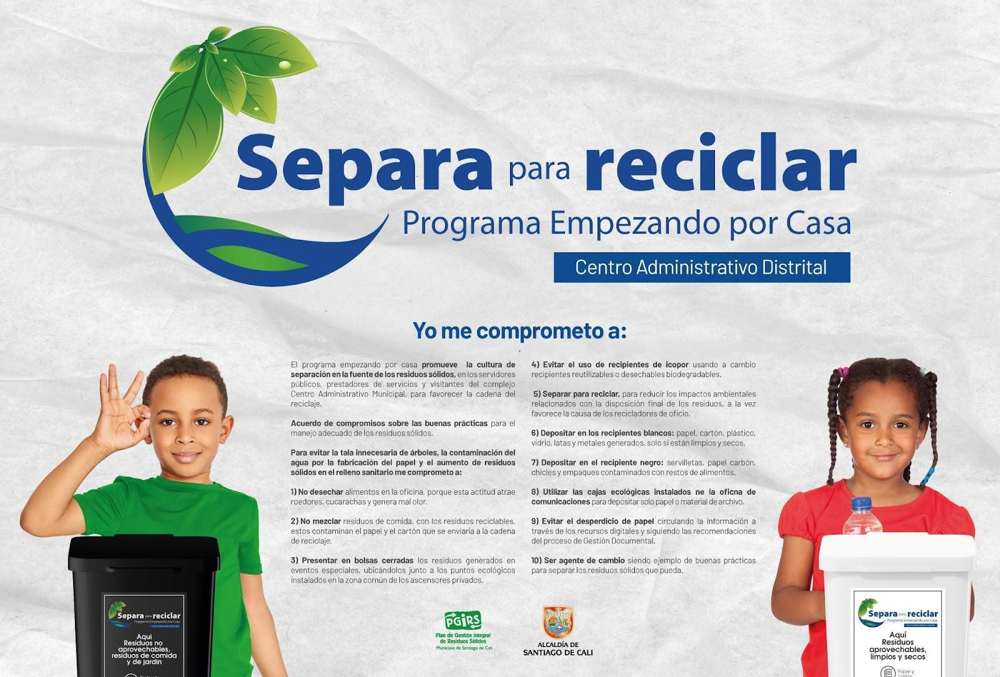 Separa para reciclar
Programa Empezando por Casa
Centro Administrativo Distrital
Yo me comprometo a:
El programa empezando por casa promueve la cultura de
separación en la fuente de los residuos sólidos, en los servidores
públicos, prestadores de servicios y visitantes del complejo
Centro Administrativo Municipal, para favorecer la cadena del
reciclaje.
Acuerdo de compromisos sobre las buenas prácticas para el
manejo adecuado de los residuos sólidos.
Para evitar la tala innecesaria de árboles, la contaminación del
agua por la fabricación del papel y el aumento de residuos
sólidos en el relleno sanitario me comprometo a:
1) No desechar alimentos en la oficina, porque esta actitud atrae
roedores, cucarachas y genera mal olor.
2) No mezclar residuos de comida, con los residuos reciclables,
estos contaminan el papel y el cartón que se enviaría a la cadena
de reciclaje.
3) Presentar en bolsas cerradas los residuos generados en
eventos especiales, ubicándolos junto a los puntos ecológicos
instalados en la zona común de los ascensores privados.
4) Evitar el uso de recipientes de icopor usando a cambio
recipientes reutilizables o desechables biodegradables.
5) Separar para reciclar, para reducir los impactos ambientales
relacionados con la disposición final de los residuos, a la vez
favorece la causa de los recicladores de oficio.
6) Depositar en los recipientes blancos: papel, cartón, plástico,
vidrio, latas y metales generados, solo si están limpios y secos.
7) Depositar en el recipiente negro: servilletas, papel carbón,
chicles y empaques contaminados con restos de alimentos.
8) Utilizar las cajas ecológicas instalados ne la oficna de
comunicaciones para depositar solo papel o material de archivo.
9) Evitar el desperdicio de papel circulando la información a
través de los recursos digitales y siguiendo las recomendaciones
del proceso de Gestión Documental.
10) Ser agente de cambio siendo ejemplo de buenas prácticas
para separar los residuos sólidos que pueda.
Separa para reciclar
Programa Empezando por Casa
Aquí
Residuos no
aprovechables,
residuos de comida
y de jardín
PGIRS
Plan de Gestión Integral
de Residuos Sólidos
Municipio de Santiago de Cali
ALCALDÍA DE
SANTIAGO DE CALI
Separa para reciclar
Programa Empezando por Casa
Aquí
Residuos
aprovechables,
limpios y secos
Papel y